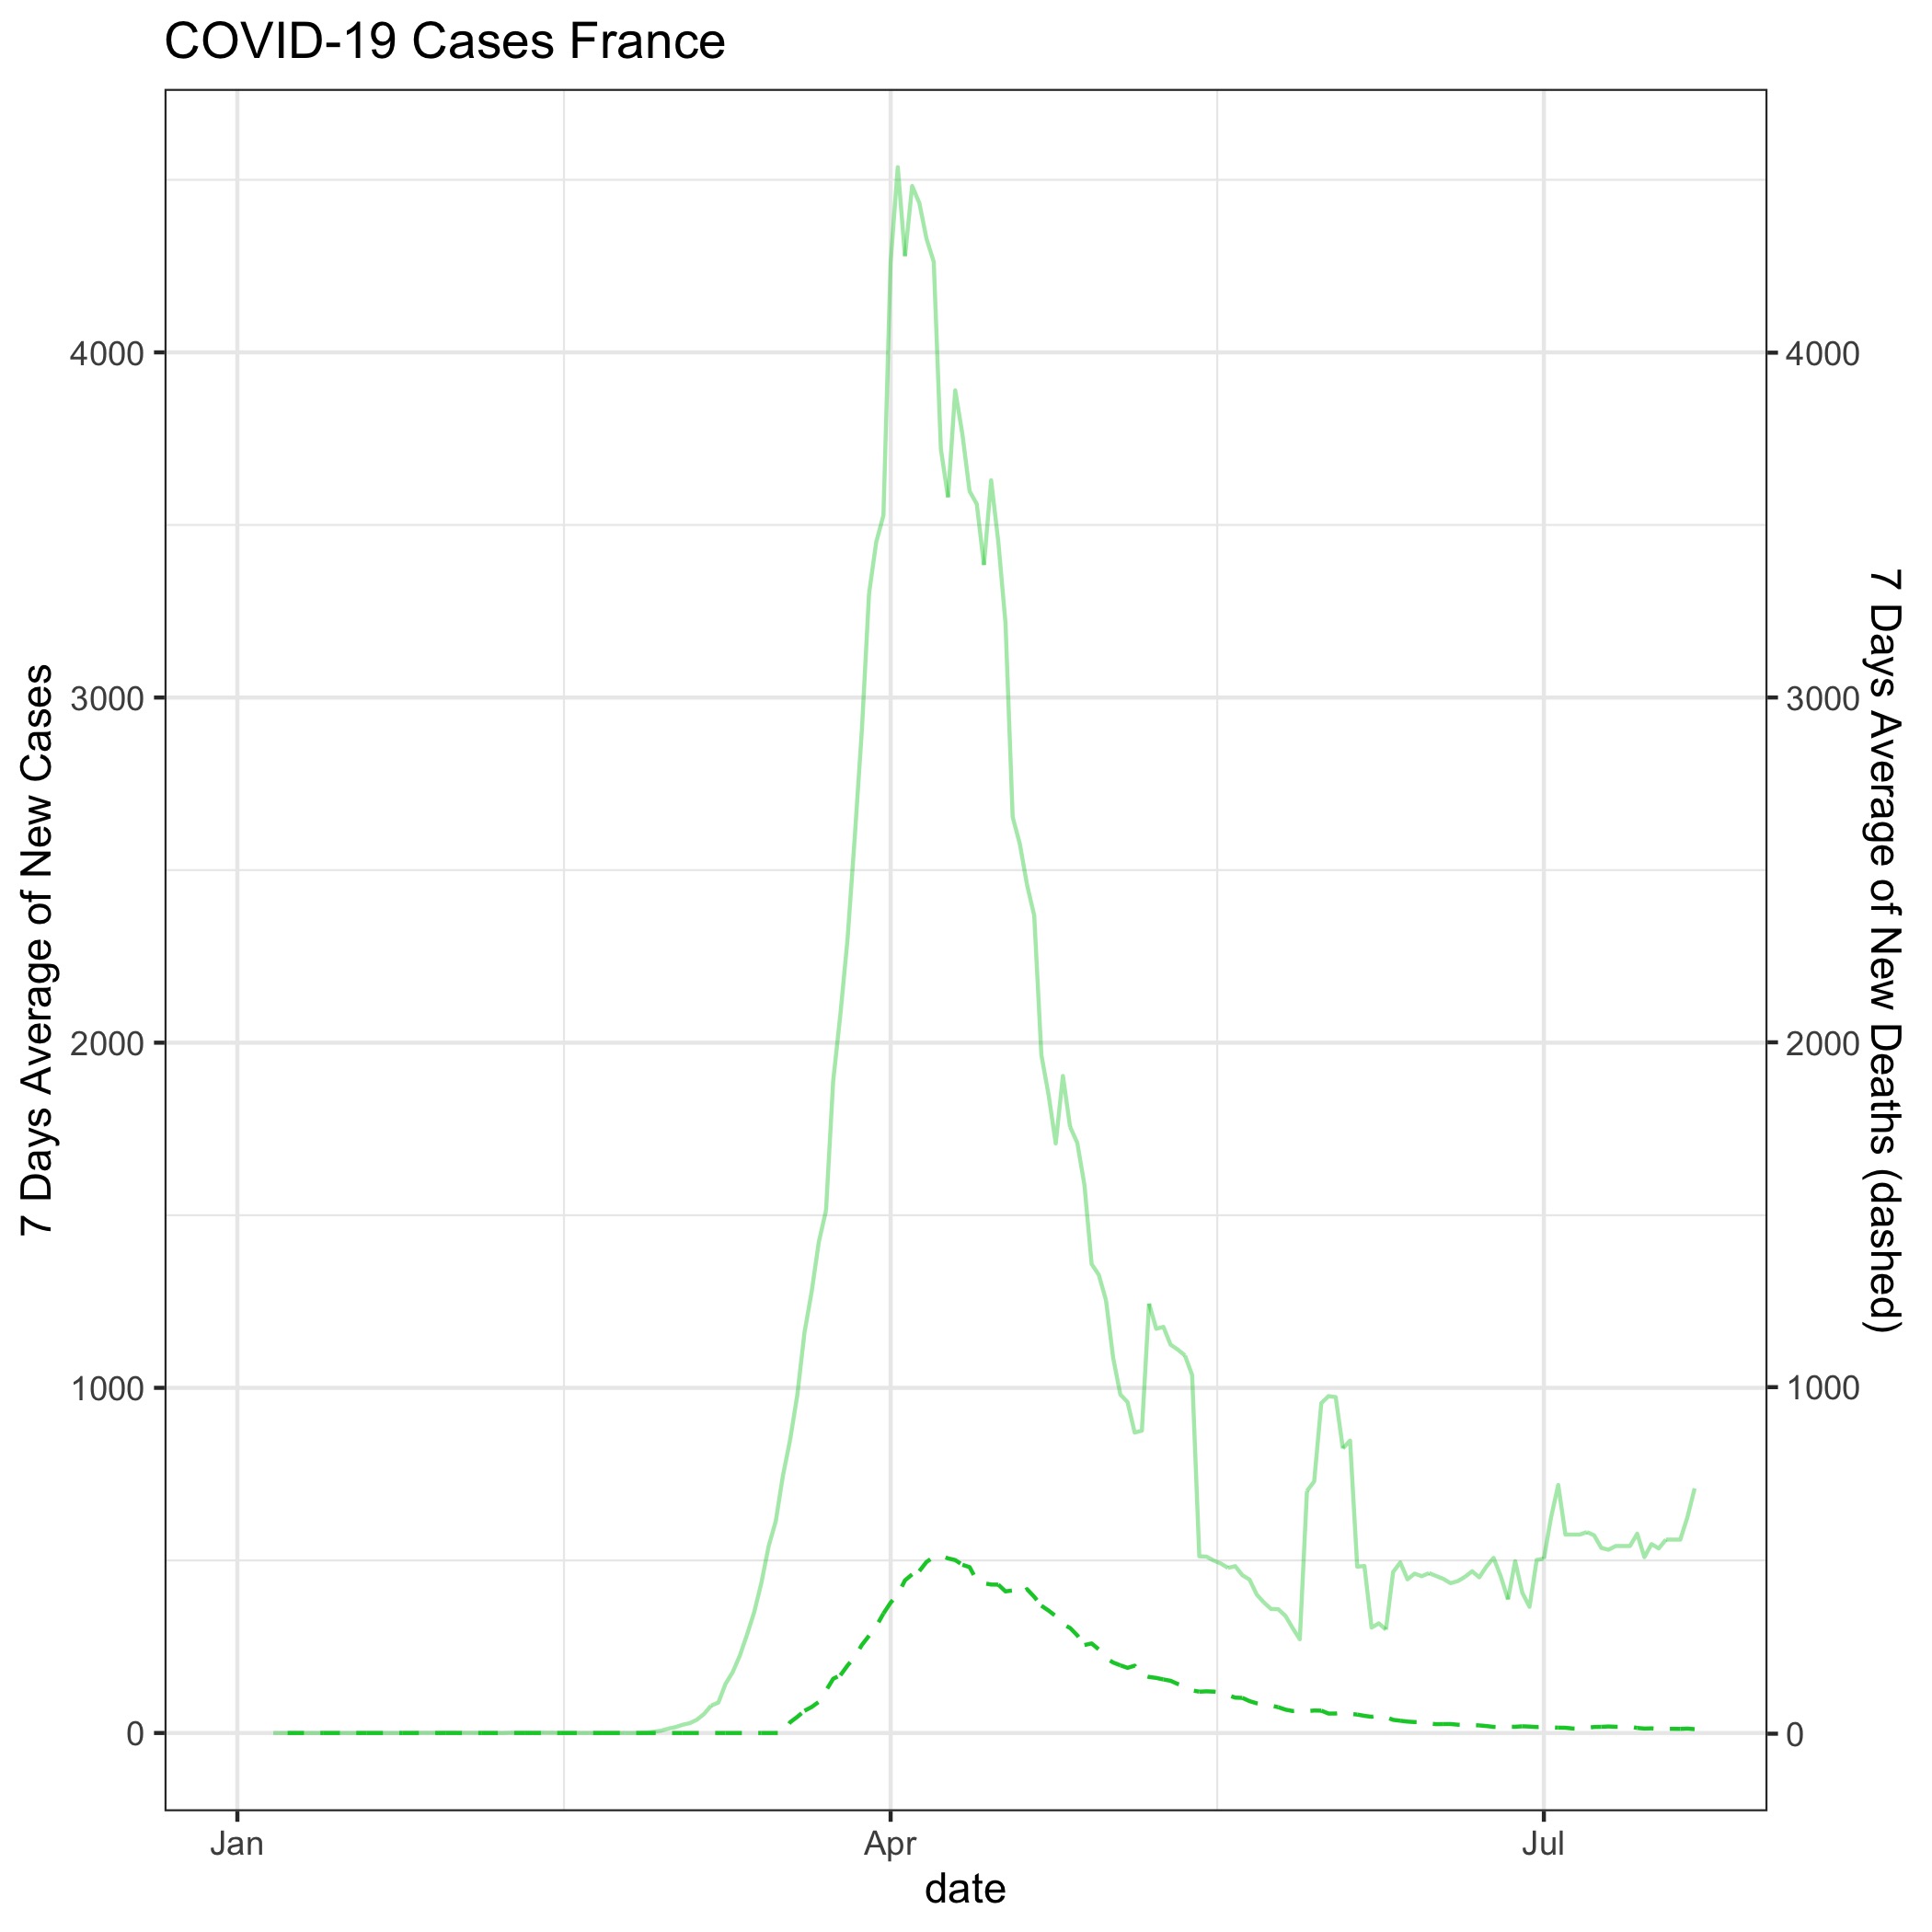 COVID-19 Cases France
7 Days Average of New Cases
4000
3000
2000
1000
0
4000
3000
2000
1000
0
7 Days Average of New Deaths (dashed)
Jan
Apr
Jul
date